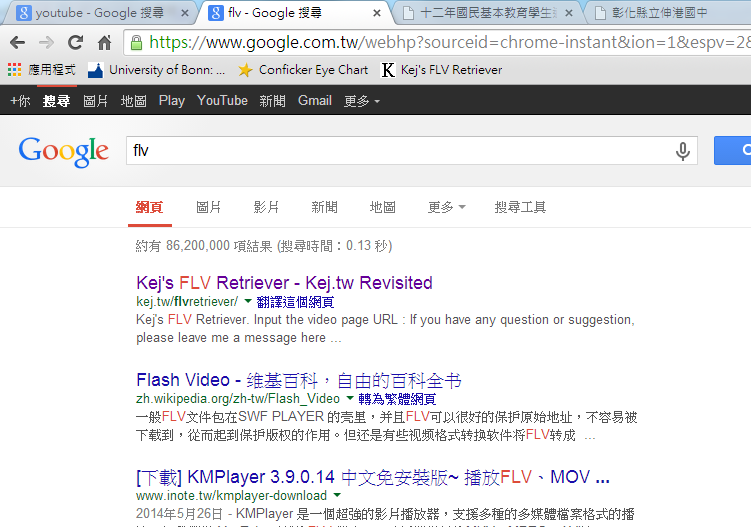 youtube - Google 搜尋
flv - Google 搜尋
十二年國民基本教育學生
彰化縣立伸港國中
https://www.google.com.tw/webhp?sourceid=chrome-instant&ion=1&espv=28
應用程式 University of Bonn: ... Conficker Eye Chart Kej's FLV Retriever
+你 搜尋 圖片 地圖 Play YouTube 新聞 Gmail 更多
Google flv
網頁 圖片 影片 新聞 地圖 更多 搜尋工具
約有 86,200,000 項結果 (搜尋時間：0.13 秒)
Kej's FLV Retriever - Kej.tw Revisited
kej.tw/flvretriever/ 翻譯這個網頁
Kej's FLV Retriever. Input the video page URL : If you have any question or suggestion,
please leave me a message here ...
Flash Video - 维基百科，自由的百科全书
zh.wikipedia.org/zh-tw/Flash_Video 轉為繁體網頁
一般FLV文件包在SWF PLAYER 的壳里，并且FLV可以很好的保护原始地址，不容易被
下载到，從而起到保护版权的作用。但还是有些视频格式转换软件将FLV转成 ...
[下載] KMPlayer 3.9.0.14 中文免安裝版~ 播放FLV、MOV ...
www.inote.tw/kmplayer-download
2014年5月26日 - KMPlayer 是一個超強的影片播放器，支援多種的多媒體檔案格式的播